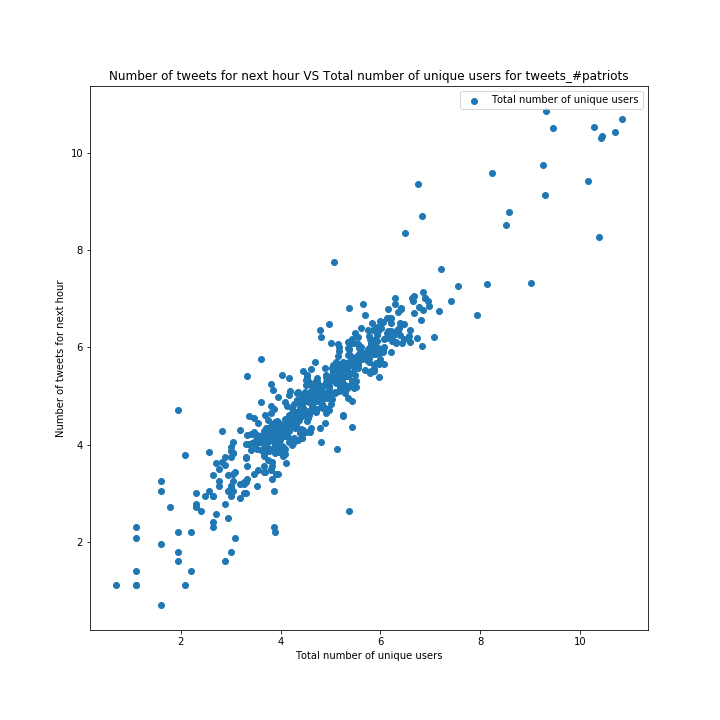 Number of tweets for next hour VS Total number of unique users for tweets_#patriots
Total number of unique users
10
8
6
4
2
Number of tweets for next hour
2 4 6 8 10
Total number of unique users